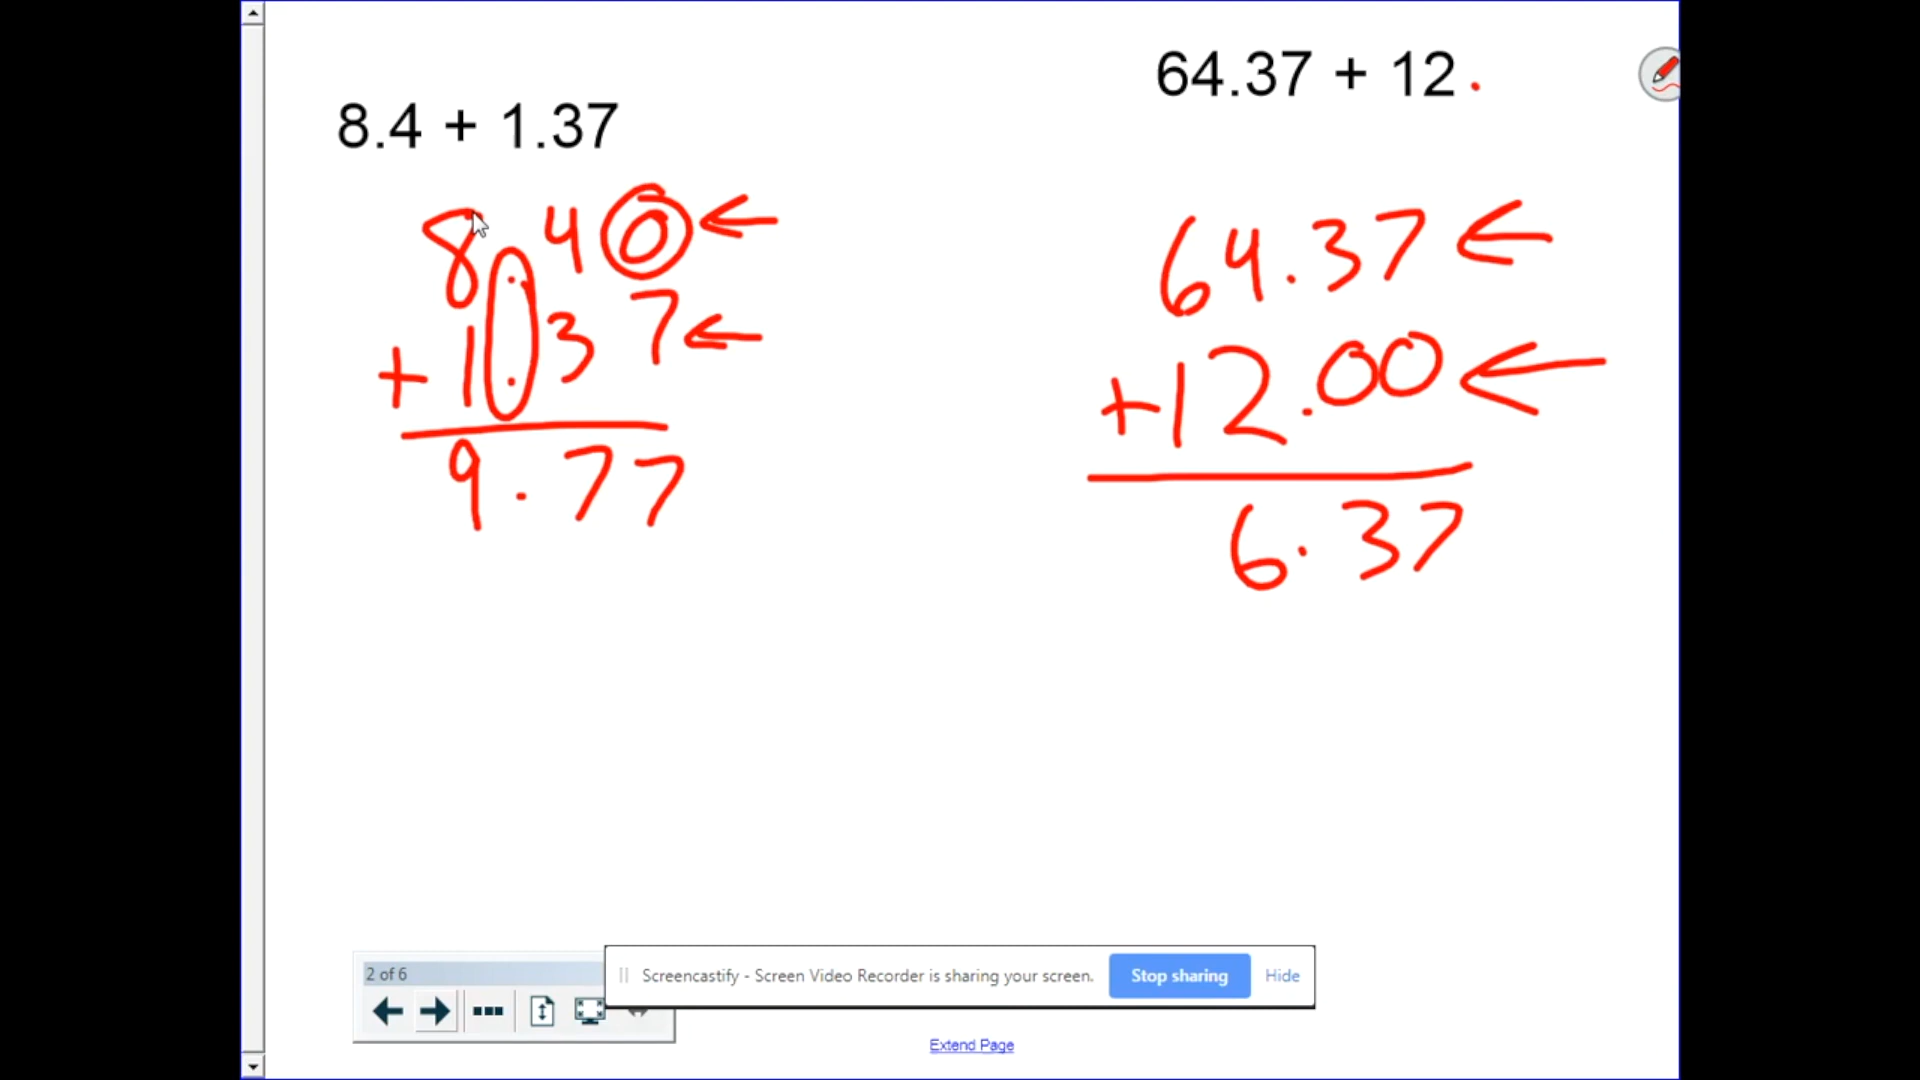 64.37 + 12.
8.4 + 1.37
8.40
+1.37
9.77
64.37
+12.00
6.37
2 of 6
Screencastify - Screen Video Recorder is sharing your screen.
Stop sharing
Hide
Extend Page